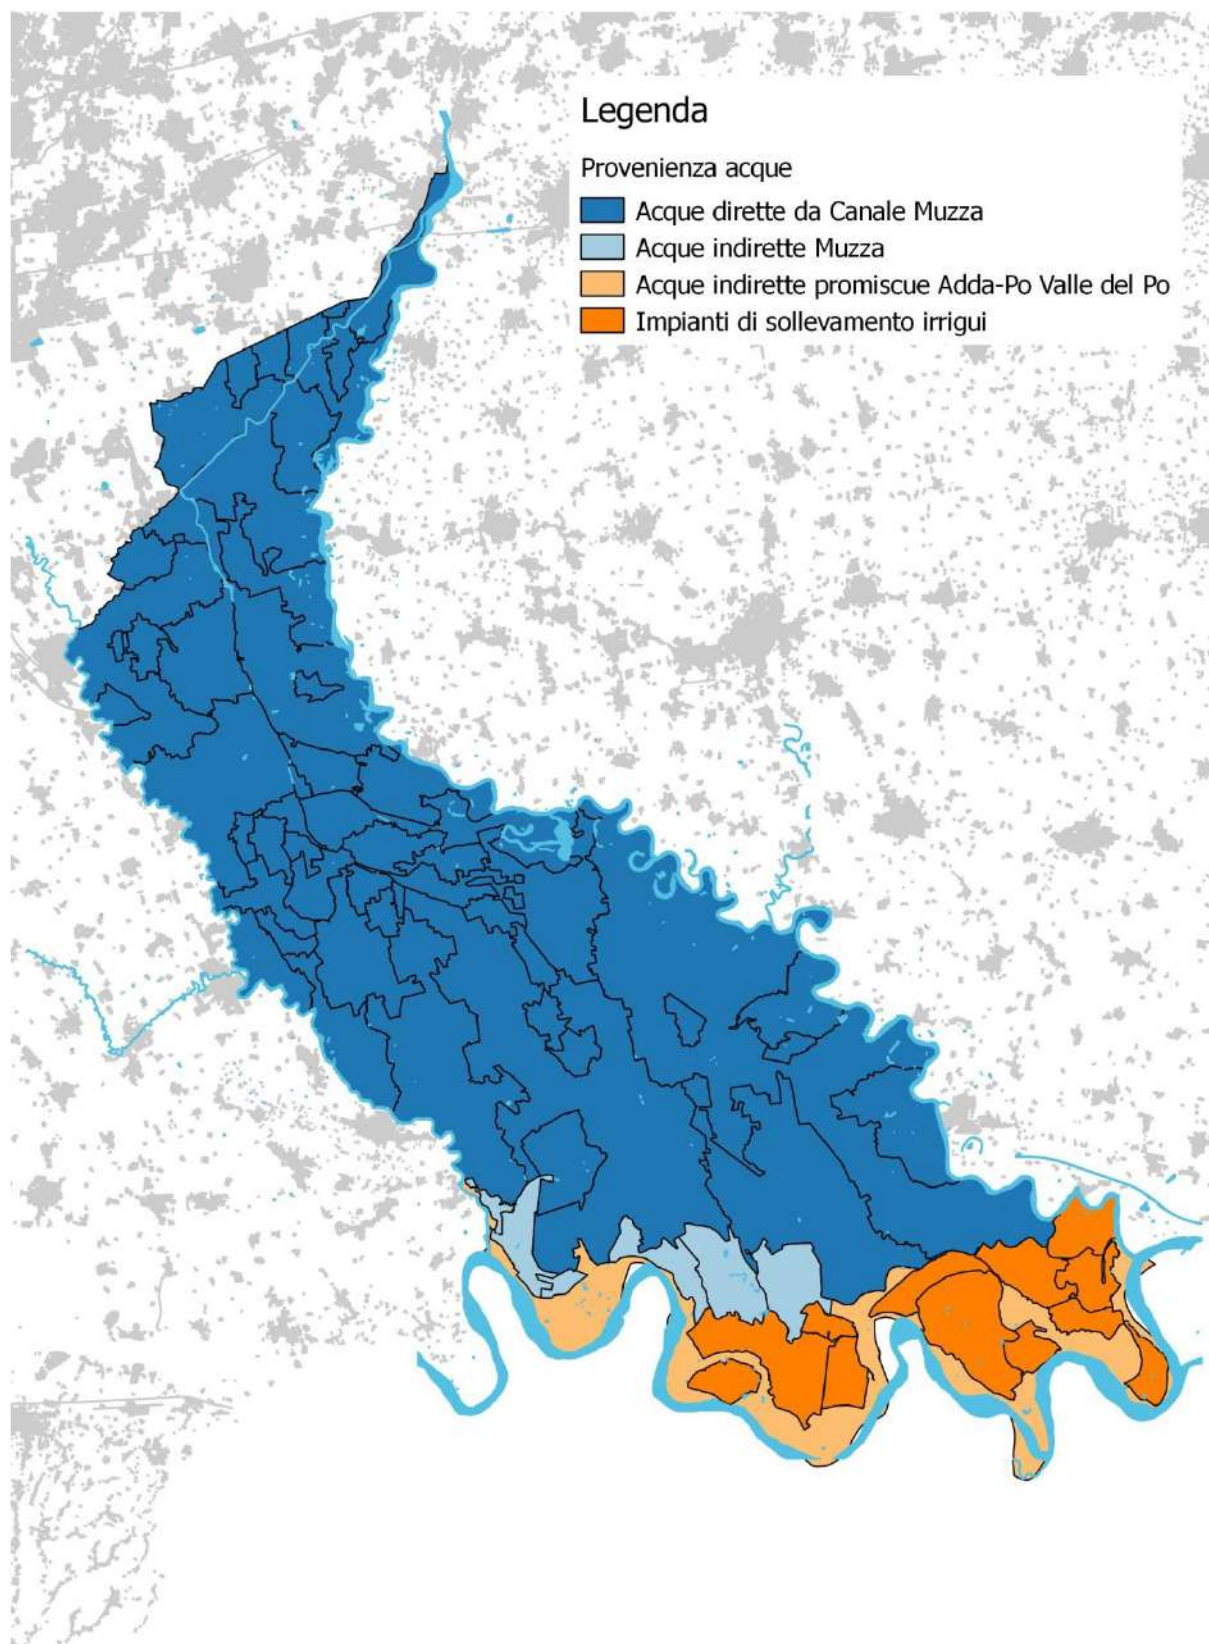 Legenda
Provenienza acque
Acque dirette da Canale Muzza
Acque indirette Muzza
Acque indirette promiscue Adda-Po Valle del Po
Impianti di sollevamento irrigui